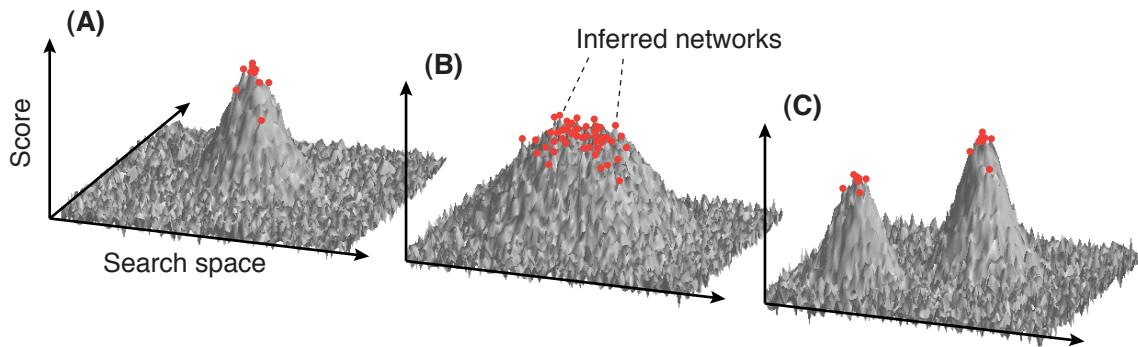 (A)
Inferred networks
(B)
(C)
Score
Search space